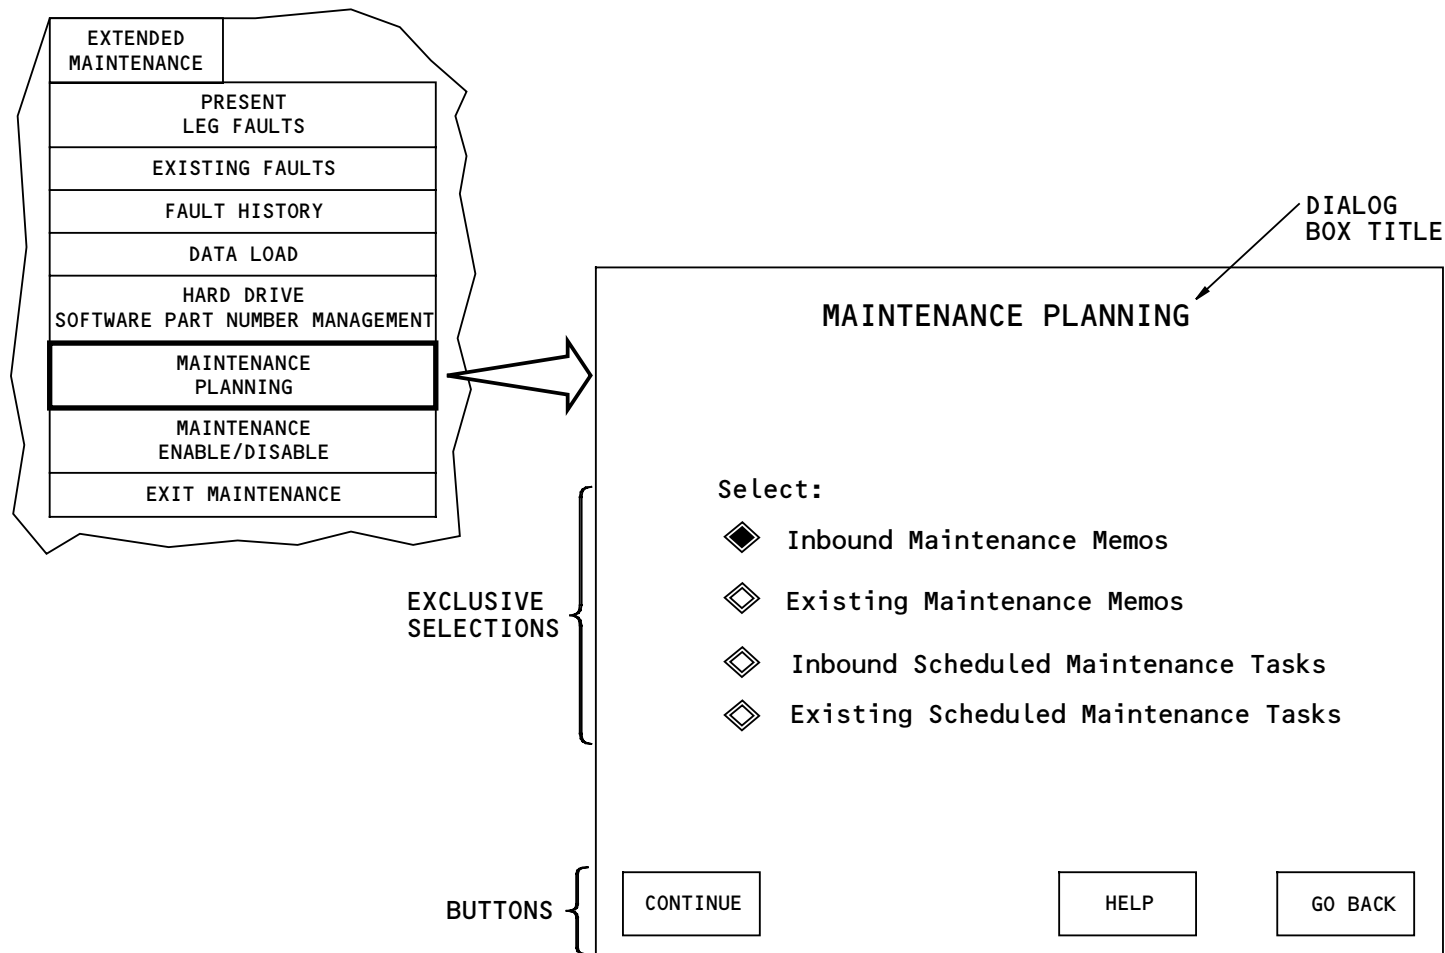 EXTENDED
MAINTENANCE
PRESENT
LEG FAULTS
EXISTING FAULTS
FAULT HISTORY
DATA LOAD
HARD DRIVE
SOFTWARE PART NUMBER MANAGEMENT
MAINTENANCE
PLANNING
MAINTENANCE
ENABLE/DISABLE
EXIT MAINTENANCE
DIALOG
BOX TITLE
MAINTENANCE PLANNING
Select:
Inbound Maintenance Memos
Existing Maintenance Memos
Inbound Scheduled Maintenance Tasks
Existing Scheduled Maintenance Tasks
EXCLUSIVE
SELECTIONS
BUTTONS
CONTINUE
HELP
GO BACK